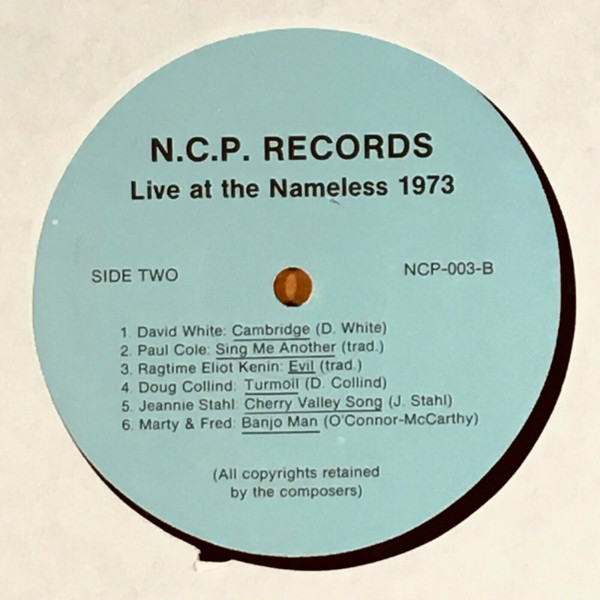 N.C.P. RECORDS
Live at the Nameless 1973
SIDE TWO
NCP-003-B
1. David White: Cambridge (D. White)
2. Paul Cole: Sing Me Another (trad.)
3. Ragtime Eliot Kenin: Evil (trad.)
4. Doug Collind: Turmoil (D. Collind)
5. Jeannie Stahl: Cherry Valley Song (J. Stahl)
6. Marty & Fred: Banjo Man (O'Connor-McCarthy)
(All copyrights retained
by the composers)